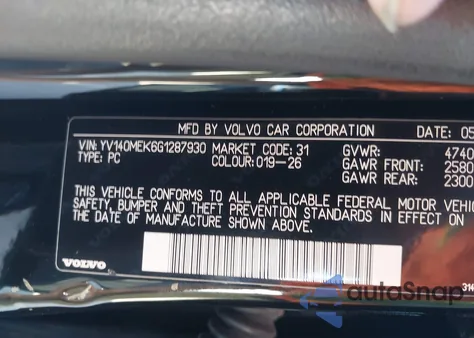 MFD BY VOLVO CAR CORPORATION DATE: 05
VIN: YV140MEK6G1287930 MARKET CODE: 31 GVWR: 4740
TYPE: PC COLOUR: 019-26 GAWR FRONT: 2580
GAWR REAR: 2300
THIS VEHICLE CONFORMS TO ALL APPLICABLE FEDERAL MOTOR VEHIC
SAFETY, BUMPER AND THEFT PREVENTION STANDARDS IN EFFECT ON
THE DATE OF MANUFACTURE SHOWN ABOVE.
VOLVO
314
autoSnap